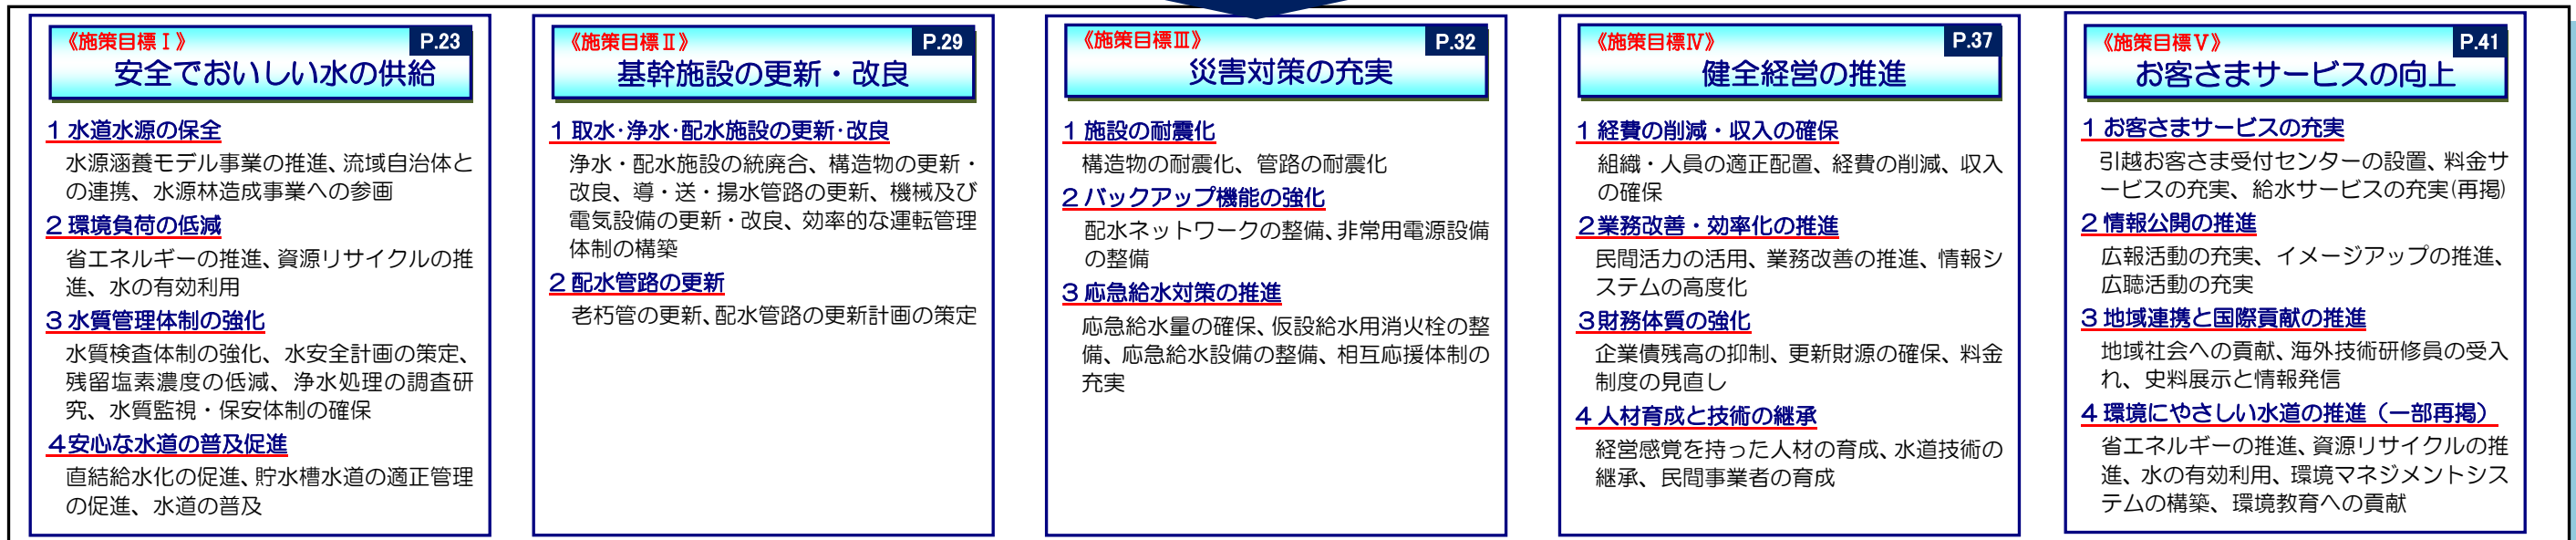 《施策目標Ⅰ》
P.23
安全でおいしい水の供給
1 水道水源の保全
水源涵養モデル事業の推進、流域自治体と
の連携、水源林造成事業への参画
2 環境負荷の低減
省エネルギーの推進、資源リサイクルの推
進、水の有効利用
3 水質管理体制の強化
水質検査体制の強化、水安全計画の策定、
残留塩素濃度の低減、浄水処理の調査研
究、水質監視・保安体制の確保
4安心な水道の普及促進
直結給水化の促進、貯水槽水道の適正管理
の促進、水道の普及
《施策目標Ⅱ》
P.29
基幹施設の更新・改良
1 取水・浄水・配水施設の更新・改良
浄水・配水施設の統廃合、構造物の更新・
改良、導・送・揚水管路の更新、機械及び
電気設備の更新・改良、効率的な運転管理
体制の構築
2 配水管路の更新
老朽管の更新、配水管路の更新計画の策定
《施策目標Ⅲ》
P.32
災害対策の充実
1 施設の耐震化
構造物の耐震化、管路の耐震化
2 バックアップ機能の強化
配水ネットワークの整備、非常用電源設備
の整備
3 応急給水対策の推進
応急給水量の確保、仮設給水用消火栓の整
備、応急給水設備の整備、相互応援体制の
充実
《施策目標Ⅳ》
P.37
健全経営の推進
1 経費の削減・収入の確保
組織・人員の適正配置、経費の削減、収入
の確保
2業務改善・効率化の推進
民間活力の活用、業務改善の推進、情報シ
ステムの高度化
3財務体質の強化
企業債残高の抑制、更新財源の確保、料金
制度の見直し
4 人材育成と技術の継承
経営感覚を持った人材の育成、水道技術の
継承、民間事業者の育成
《施策目標Ⅴ》
P.41
お客さまサービスの向上
1 お客さまサービスの充実
引越お客さま受付センターの設置、料金サ
ービスの充実、給水サービスの充実(再掲)
2 情報公開の推進
広報活動の充実、イメージアップの推進、
広聴活動の充実
3 地域連携と国際貢献の推進
地域社会への貢献、海外技術研修員の受入
れ、史料展示と情報発信
4 環境にやさしい水道の推進（一部再掲）
省エネルギーの推進、資源リサイクルの推
進、水の有効利用、環境マネジメントシス
テムの構築、環境教育への貢献